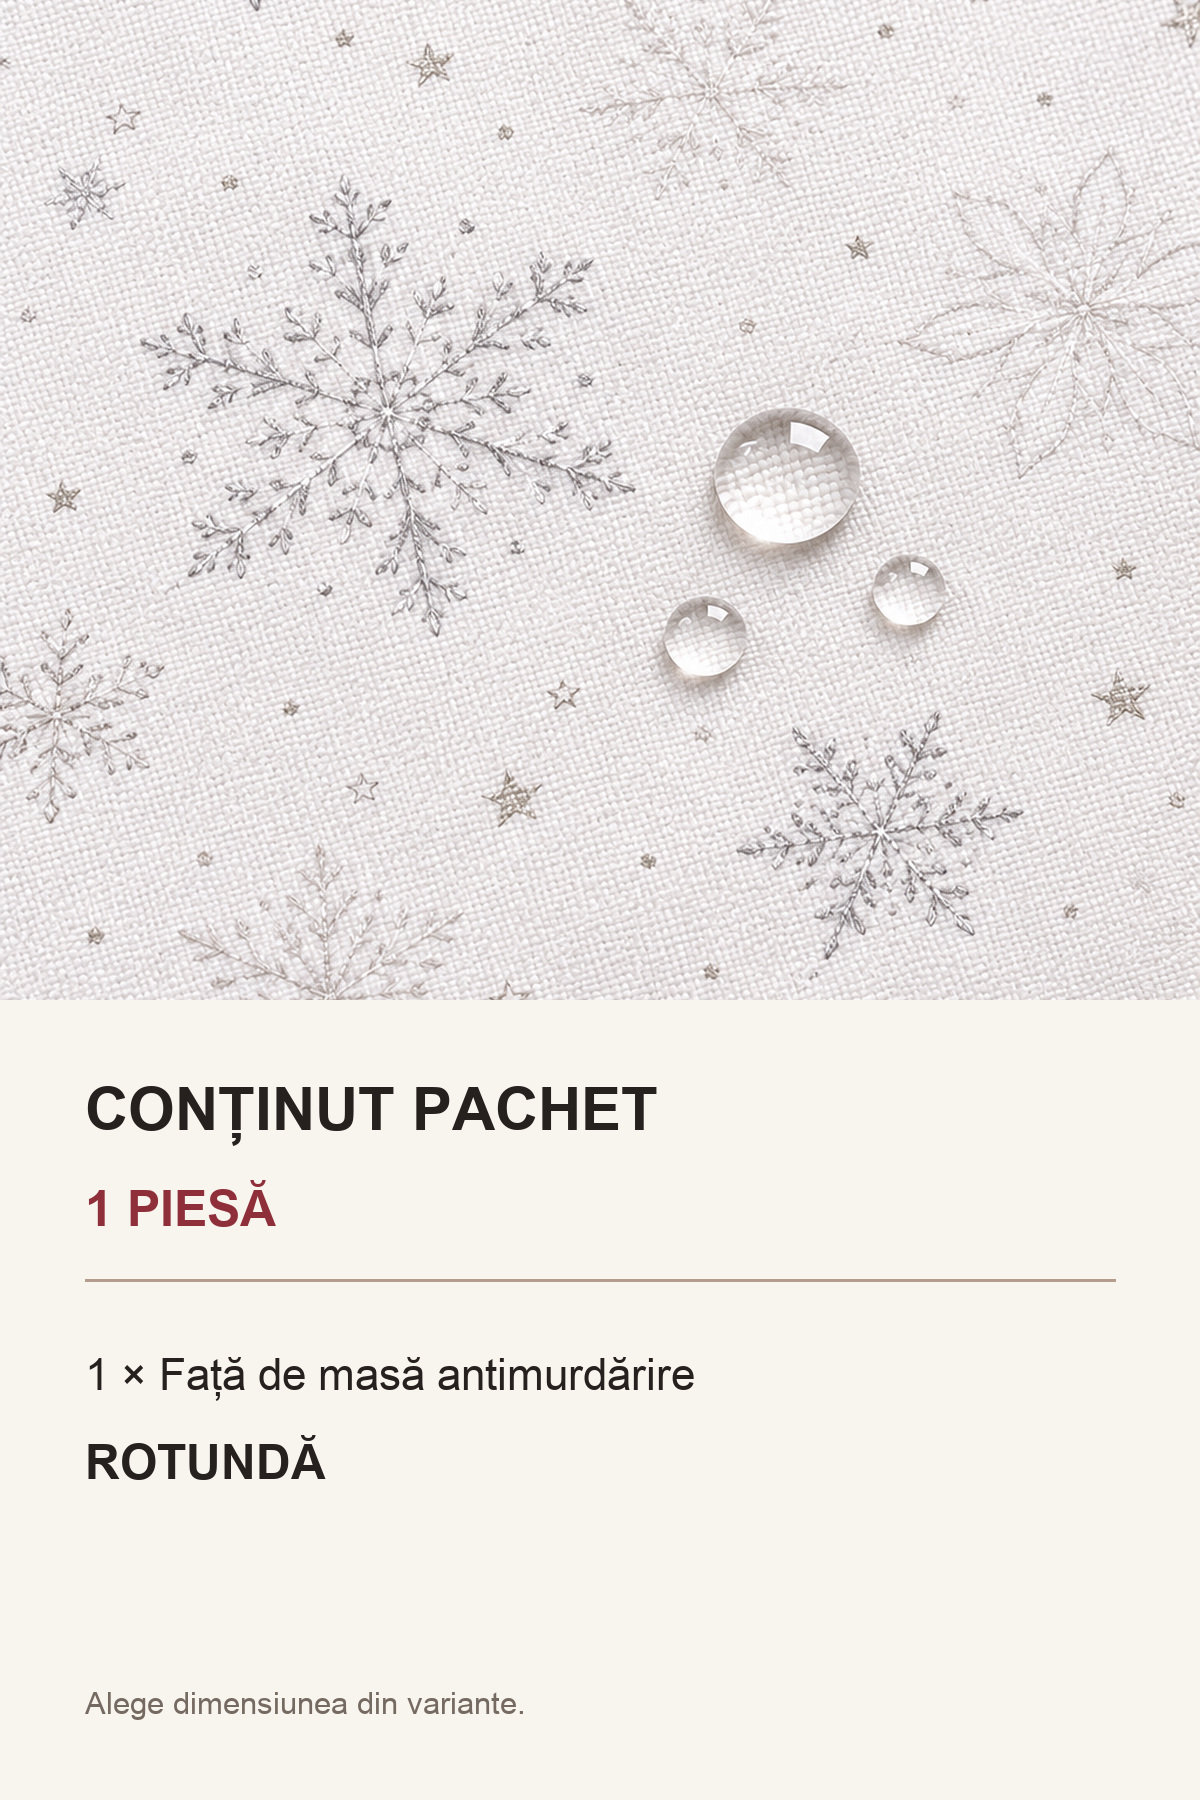 CONȚINUT PACHET
1 PIESĂ
1 × Față de masă antimurdărire
ROTUNDĂ
Alege dimensiunea din variante.